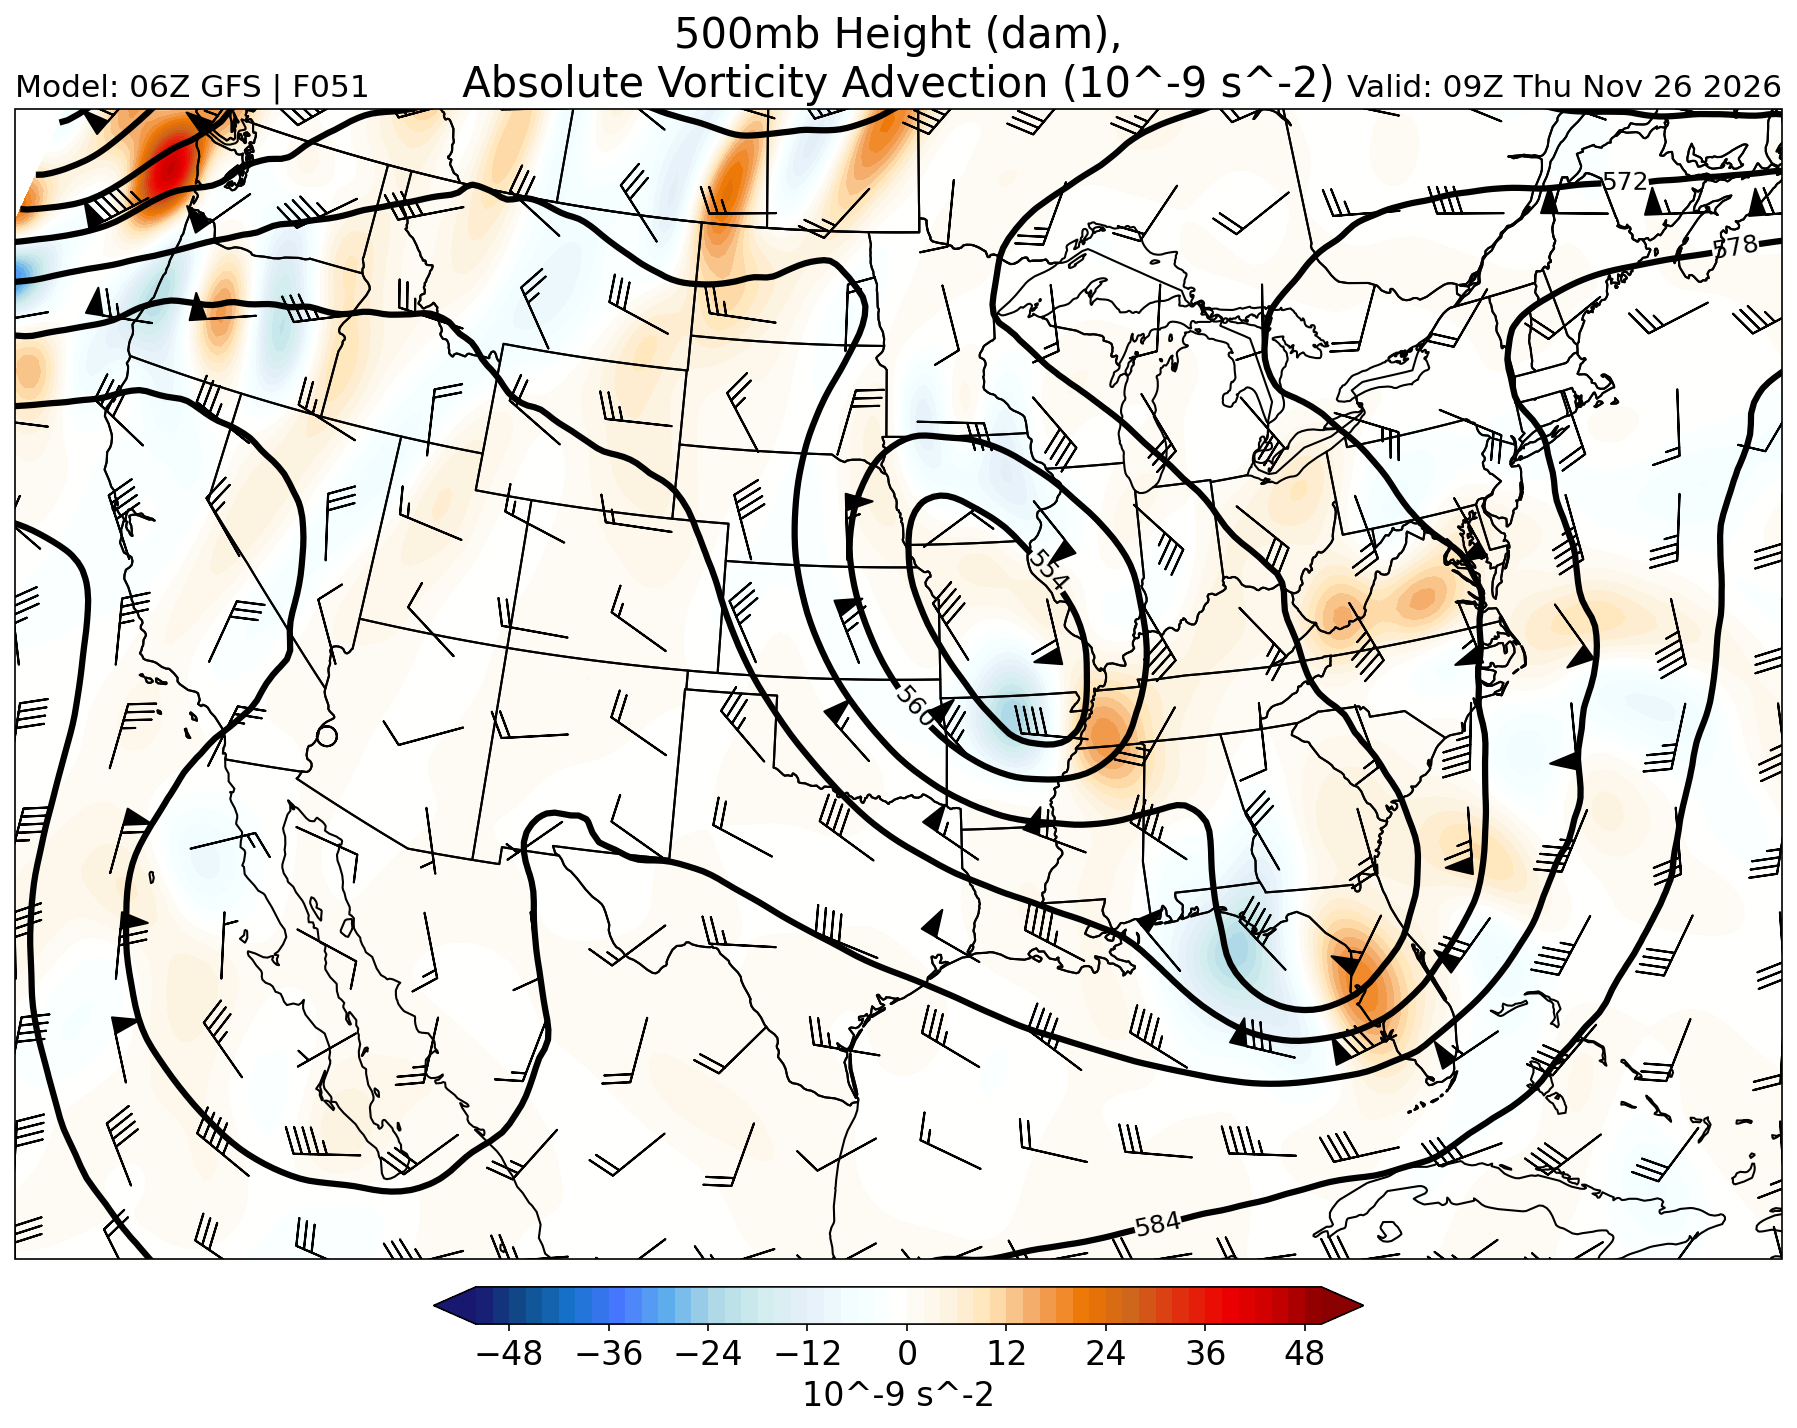 500mb Height (dam),
Model: 06Z GFS | F051
Absolute Vorticity Advection (10^-9 s^-2)
Valid: 09Z Thu Nov 26 2026
572
578
554
560
584
−48 −36 −24 −12 0 12 24 36 48
10^-9 s^-2